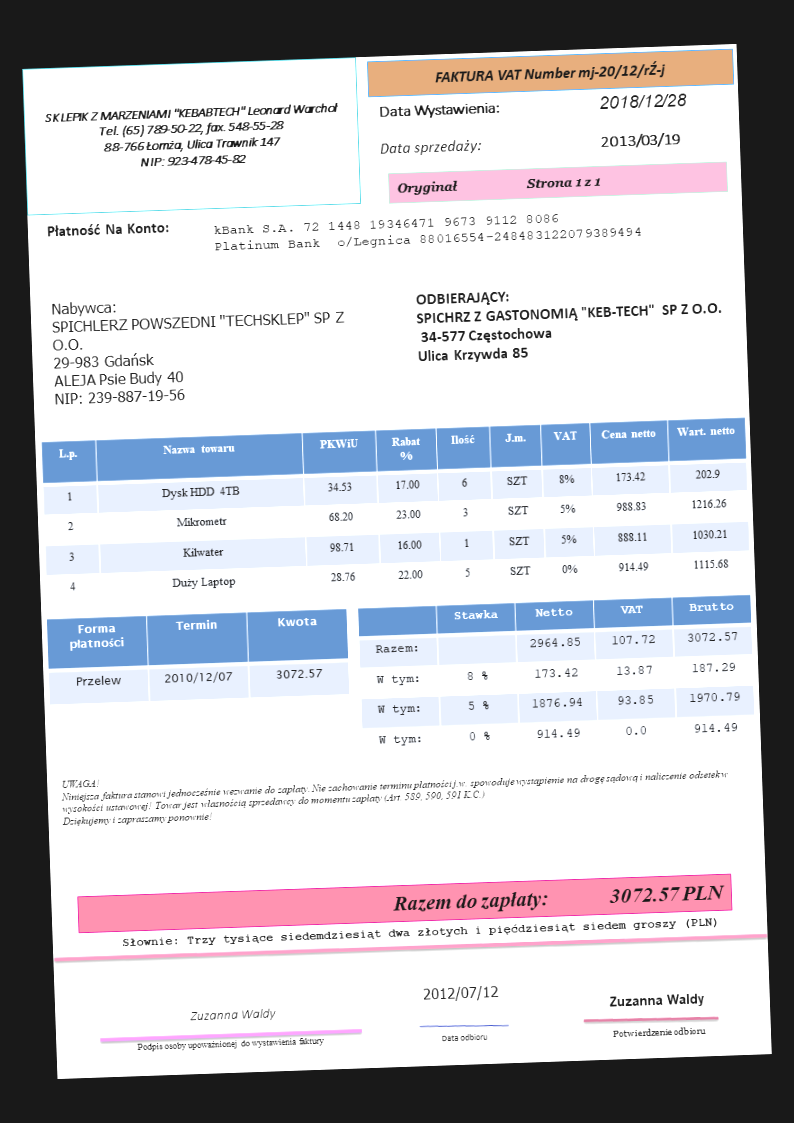 SKLEPIK Z MARZENIAMI "KEBABTECH" Leonard Warchoł
Tel. (65) 789-50-22, fax. 548-55-28
88-766 Łomża, Ulica Trawnik 147
NIP: 923-478-45-82
FAKTURA VAT Number mj-20/12/rŹ-j
Data Wystawienia: 2018/12/28
Data sprzedaży: 2013/03/19
Oryginał Strona 1 z 1
Płatność Na Konto: kBank S.A. 72 1448 19346471 9673 9112 8086
Platinum Bank o/Legnica 88016554-248483122079389494
Nabywca:
SPICHLERZ POWSZEDNI "TECHSKLEP" SP Z
O.O.
29-983 Gdańsk
ALEJA Psie Budy 40
NIP: 239-887-19-56
ODBIERAJĄCY:
SPICHRZ Z GASTONOMIĄ "KEB-TECH" SP Z O.O.
34-577 Częstochowa
Ulica Krzywda 85
L.p. Nazwa towaru PKWiU Rabat % Ilość J.m. VAT Cena netto Wart. netto
1 Dysk HDD 4TB 34.53 17.00 6 SZT 8% 173.42 202.9
2 Mikrometr 68.20 23.00 3 SZT 5% 988.83 1216.26
3 Kilwater 98.71 16.00 1 SZT 5% 888.11 1030.21
4 Duży Laptop 28.76 22.00 5 SZT 0% 914.49 1115.68
Forma płatności Termin Kwota
Przelew 2010/12/07 3072.57
Stawka Netto VAT Brutto
Razem: 2964.85 107.72 3072.57
W tym: 8 % 173.42 13.87 187.29
W tym: 5 % 1876.94 93.85 1970.79
W tym: 0 % 914.49 0.0 914.49
UWAGA!
Niniejsza faktura stanowi jednocześnie wezwanie do zapłaty. Nie zachowanie terminu płatności j.w. spowoduje wystąpienie na drogę sądową i naliczenie odsetek w
wysokości ustawowej! Towar jest własnością sprzedawcy do momentu zapłaty (Art. 589, 590, 591 K.C.)
Dziękujemy i zapraszamy ponownie!
Razem do zapłaty: 3072.57 PLN
Słownie: Trzy tysiące siedemdziesiąt dwa złotych i pięćdziesiąt siedem groszy (PLN)
Zuzanna Waldy
Podpis osoby upoważnionej do wystawienia faktury
2012/07/12
Data odbioru
Zuzanna Waldy
Potwierdzenie odbioru